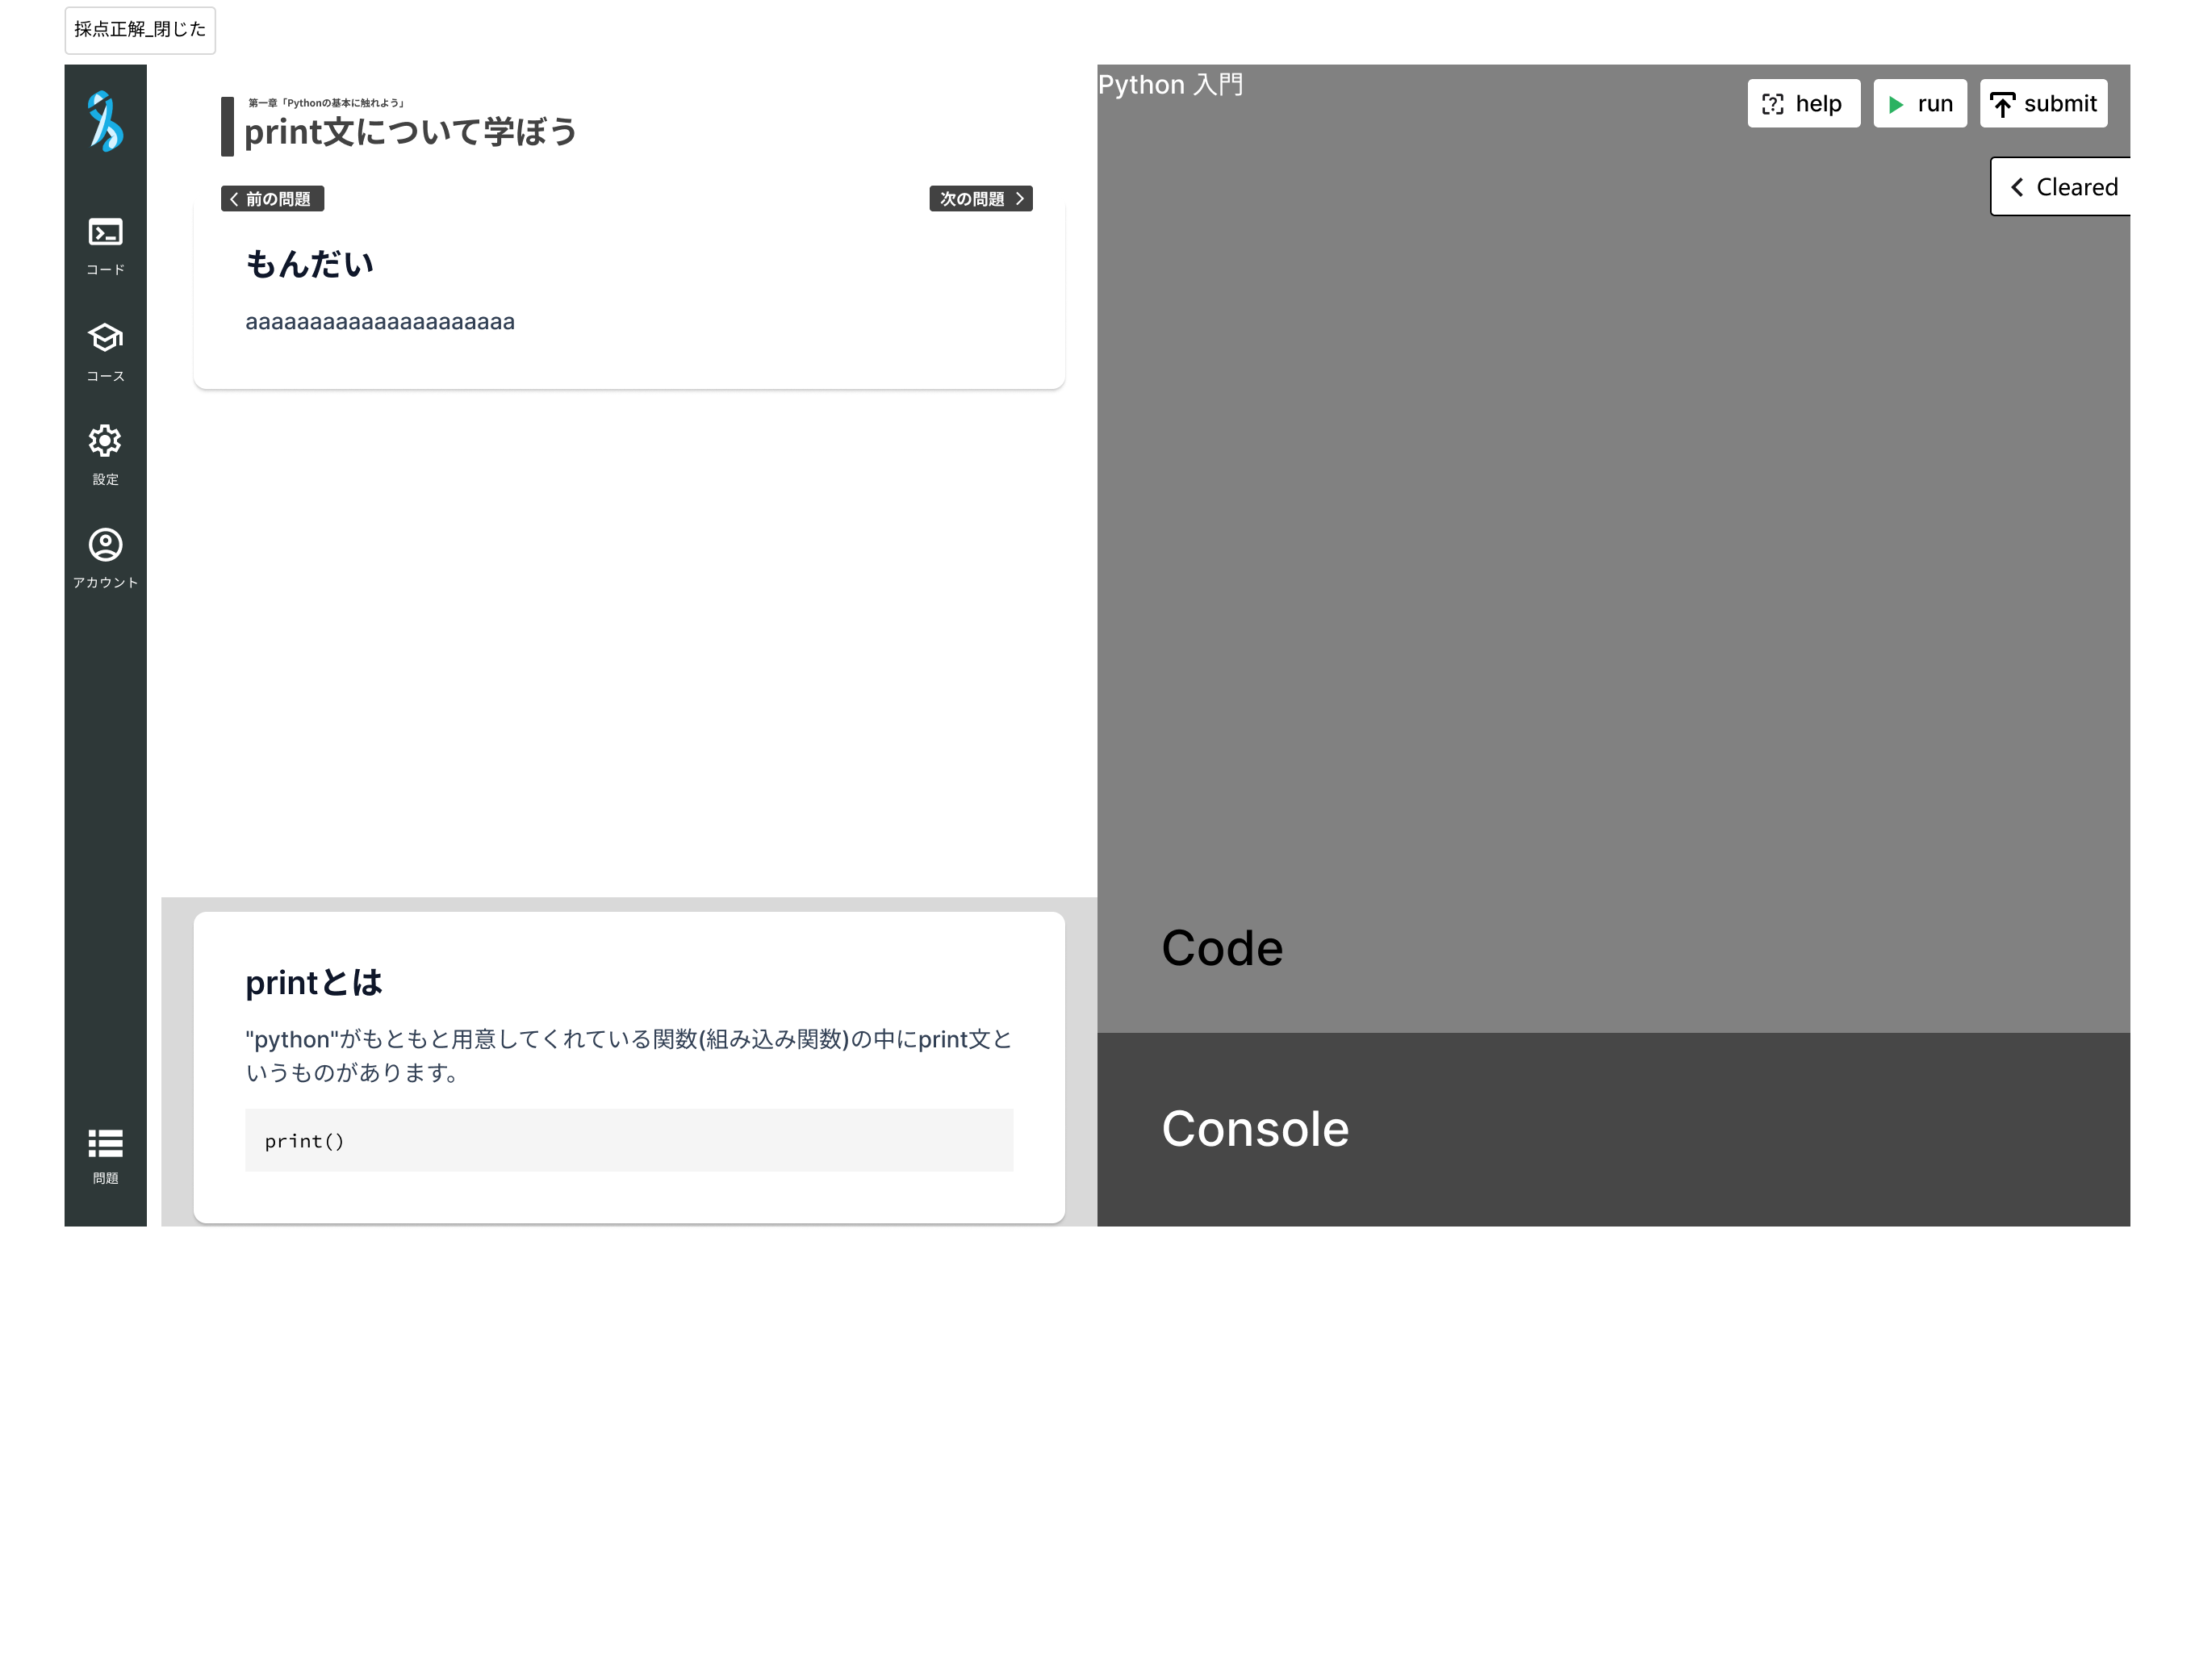 採点正解_閉じた
コード
コース
設定
アカウント
問題
第一章「Pythonの基本に触れよう」
print文について学ぼう
前の問題
次の問題
もんだい
aaaaaaaaaaaaaaaaaaaaa
printとは
"python"がもともと用意してくれている関数(組み込み関数)の中にprint文と
いうものがあります。
print()
Python 入門
help
run
submit
Cleared
Code
Console